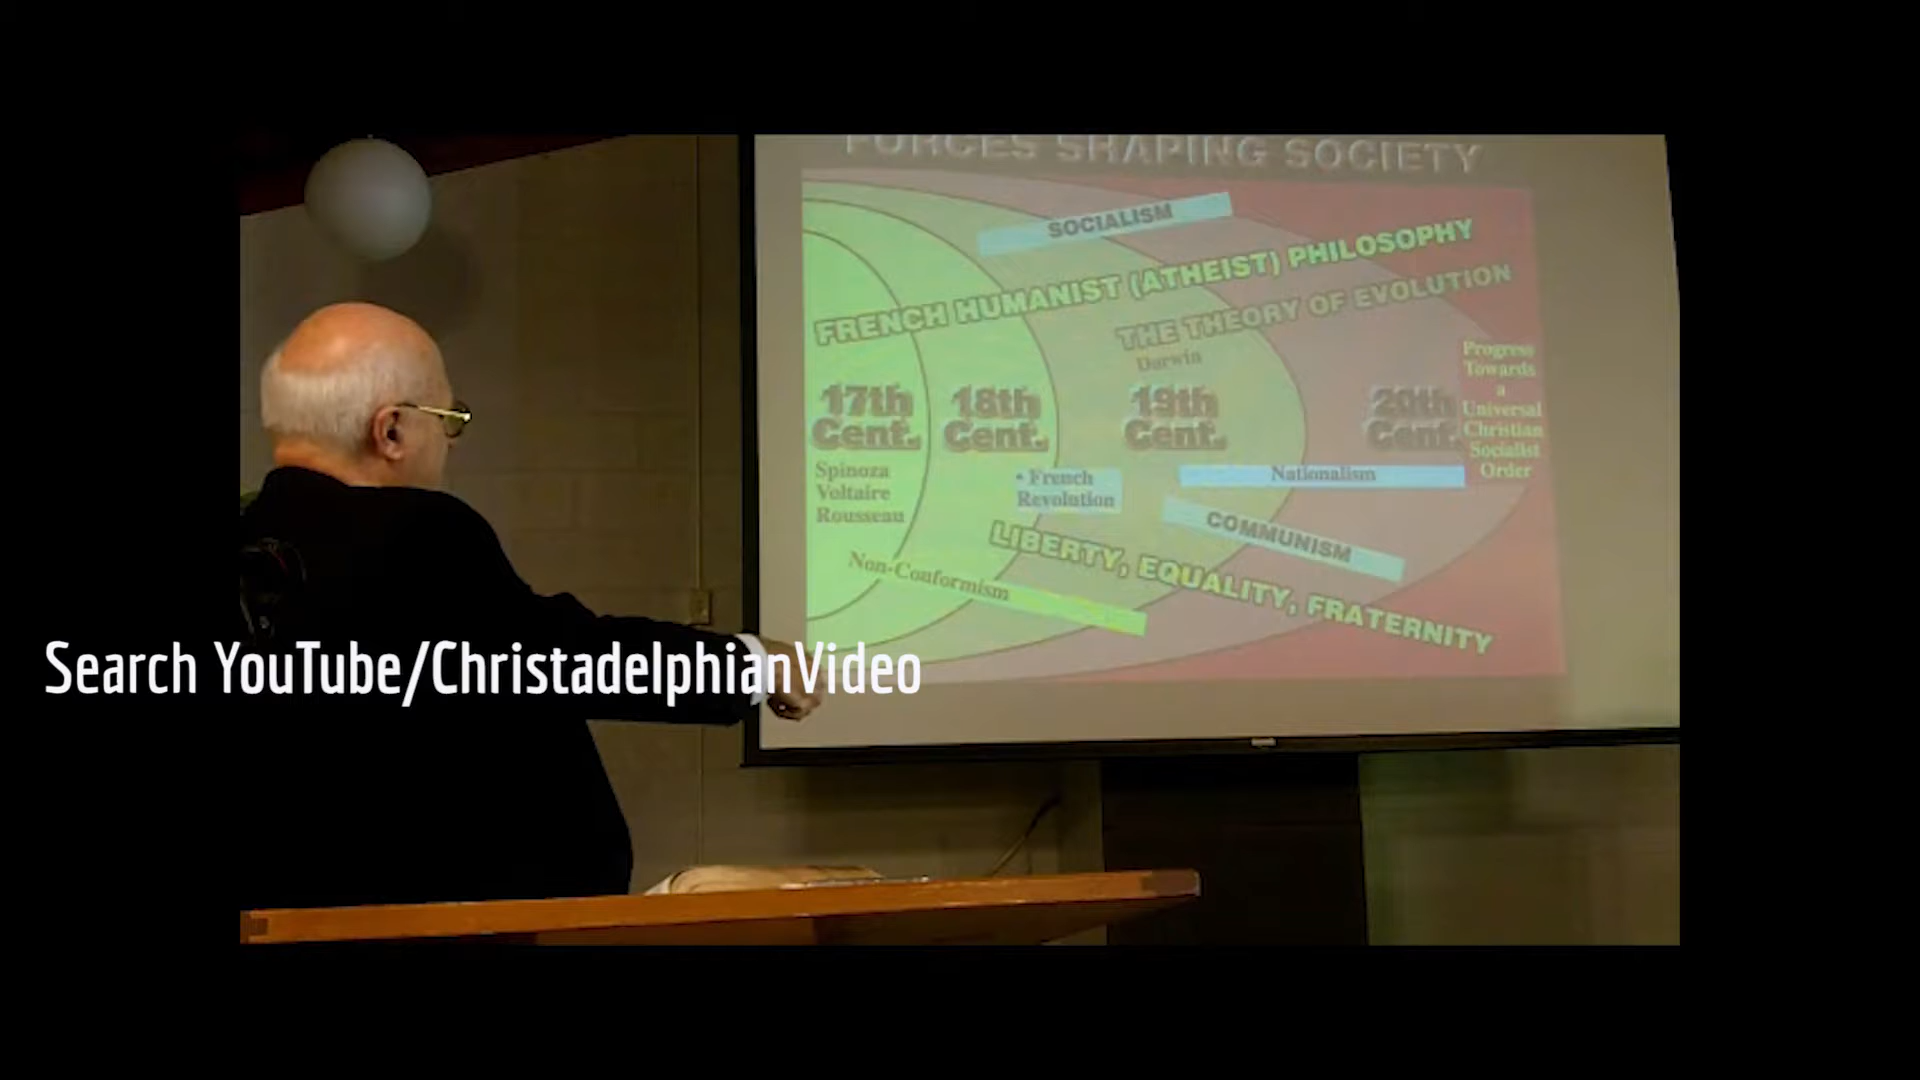 FORCES SHAPING SOCIETY
SOCIALISM
FRENCH HUMANIST (ATHEIST) PHILOSOPHY
THE THEORY OF EVOLUTION
Darwin
17th
Cent.
18th
Cent.
19th
Cent.
20th
Cent.
Progress
Towards
a
Universal
Christian
Socialist
Order
Spinoza
Voltaire
Rousseau
• French
Revolution
Nationalism
COMMUNISM
LIBERTY, EQUALITY, FRATERNITY
Non-Conformism
Search YouTube/ChristadelphianVideo